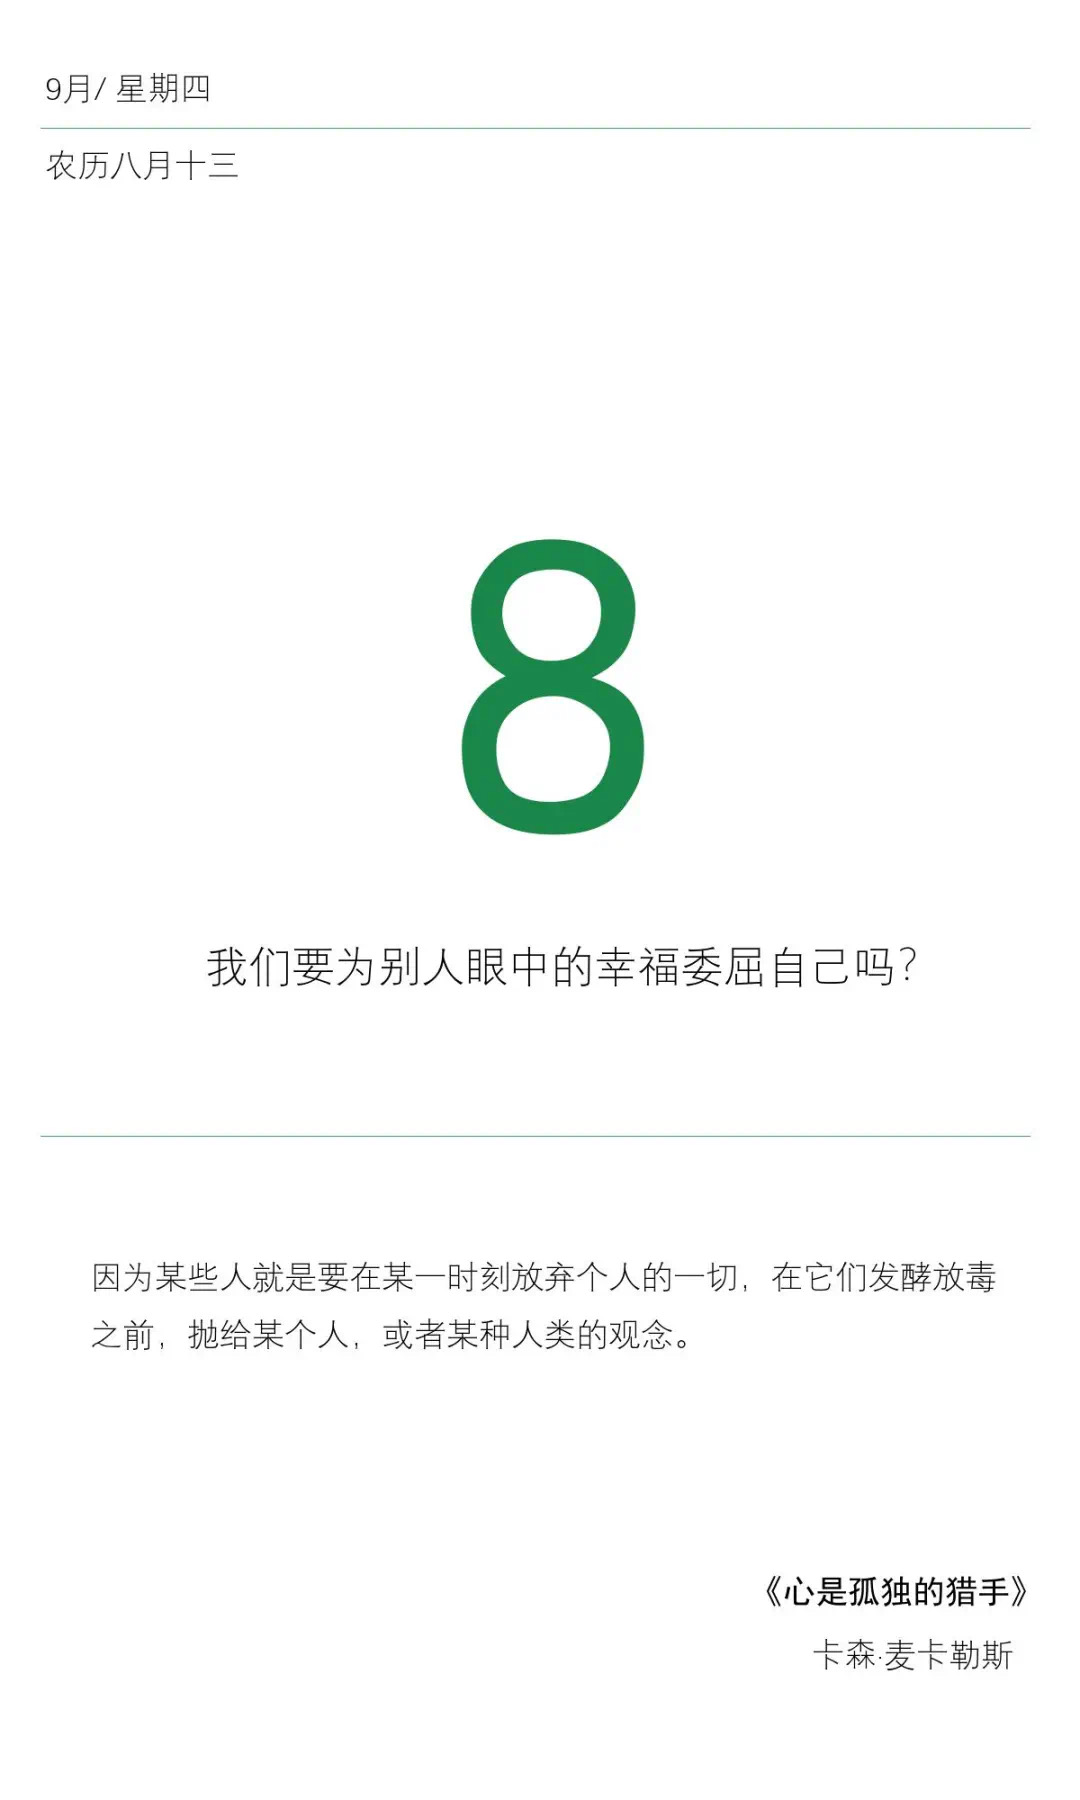 9月/ 星期四
农历八月十三
8
我们要为别人眼中的幸福委屈自己吗？
因为某些人就是要在某一时刻放弃个人的一切，在它们发酵放毒
之前，抛给某个人，或者某种人类的观念。
《心是孤独的猎手》
卡森·麦卡勒斯